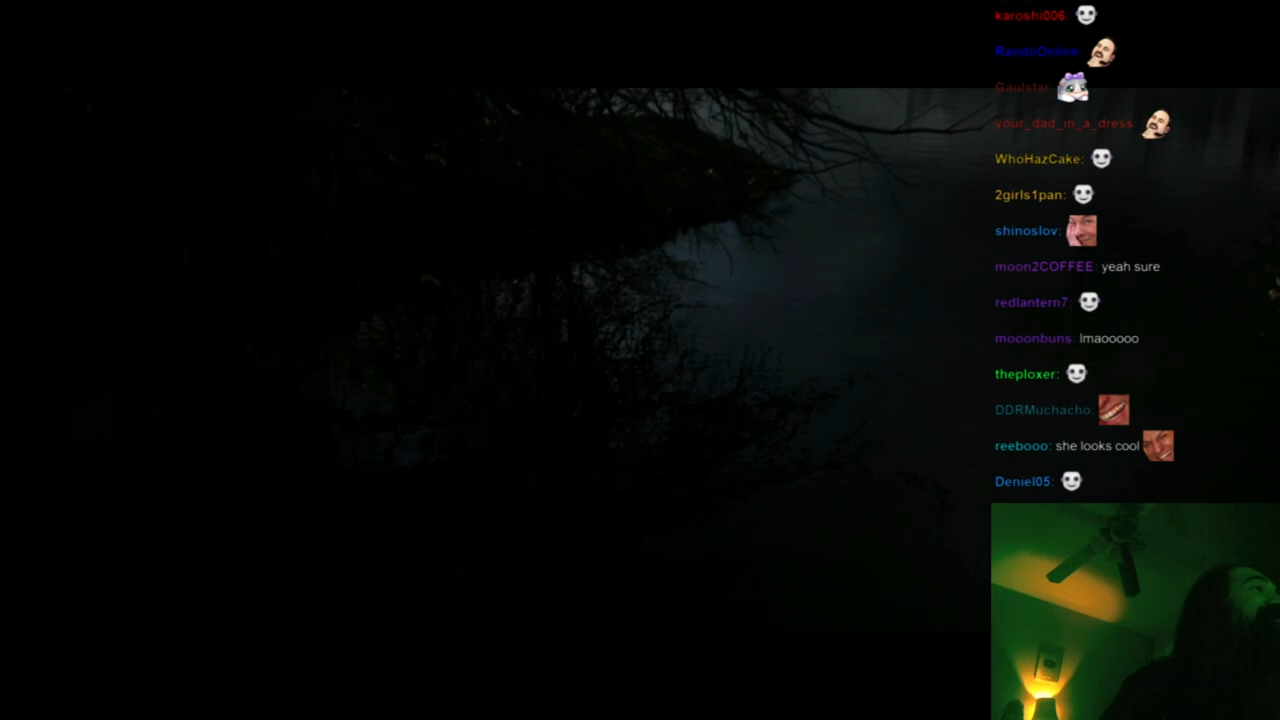 karoshi006:
RandoOnline:
Gaulstar:
your_dad_in_a_dress:
WhoHazCake:
2girls1pan:
shinoslov:
moon2COFFEE: yeah sure
redlantern7:
mooonbuns: lmaooooo
theploxer:
DDRMuchacho:
reebooo: she looks cool
Deniel05: